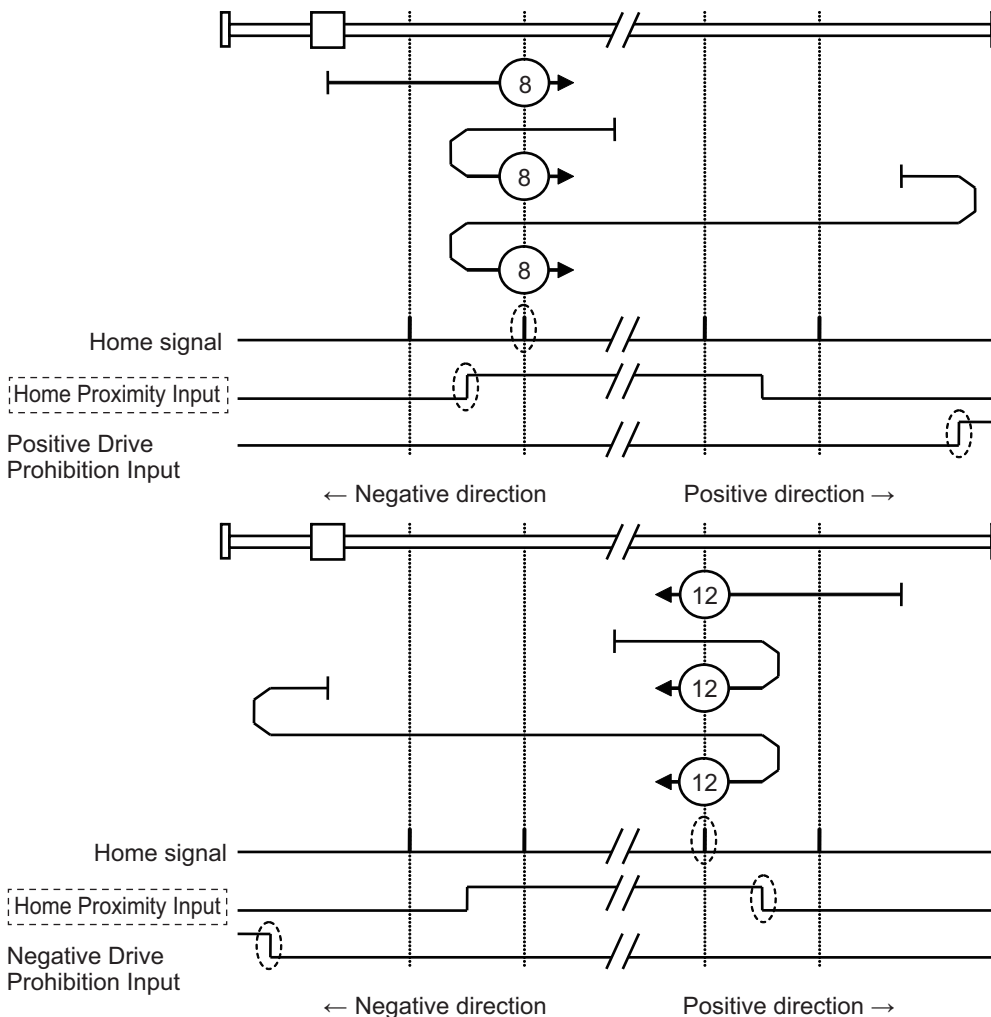 8
8
8
Home signal
Home Proximity Input
Positive Drive
Prohibition Input
← Negative direction Positive direction →
12
12
12
Home signal
Home Proximity Input
Negative Drive
Prohibition Input
← Negative direction Positive direction →